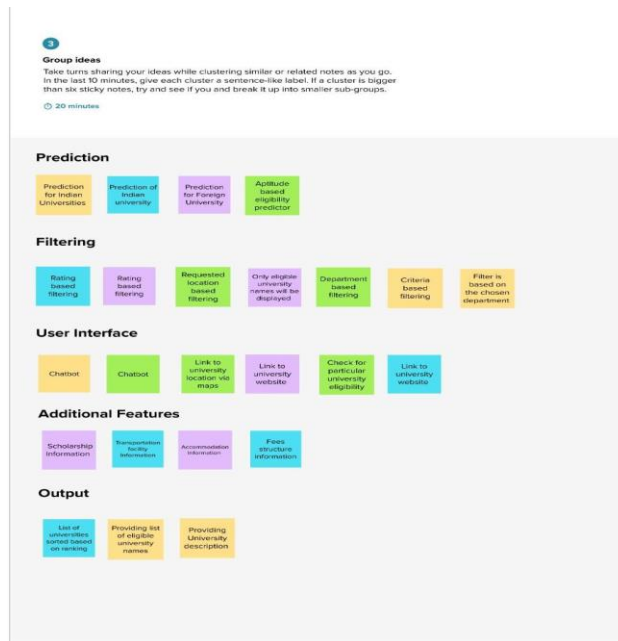 3
Group ideas
Take turns sharing your ideas while clustering similar or related notes as you go.
In the last 10 minutes, give each cluster a sentence-like label. If a cluster is bigger
than six sticky notes, try and see if you and break it up into smaller sub-groups.
20 minutes
Prediction
Prediction
for Indian
Universities
Prediction of
Indian
university
Prediction
for Foreign
University
Aptitude
based
eligibility
predictor
Filtering
Rating
based
filtering
Rating
based
filtering
Requested
location
based
filtering
Only eligible
university
names will be
displayed
Department
based
filtering
Criteria
based
filtering
Filter is
based on
the chosen
department
User Interface
Chatbot
Chatbot
Link to
university
location via
maps
Link to
university
website
Check for
particular
university
eligibility
Link to
university
website
Additional Features
Scholarship
Information
Transportation
facility
information
Accommodation
information
Fees
structure
information
Output
List of
universities
sorted based
on ranking
Providing list
of eligible
university
names
Providing
University
description